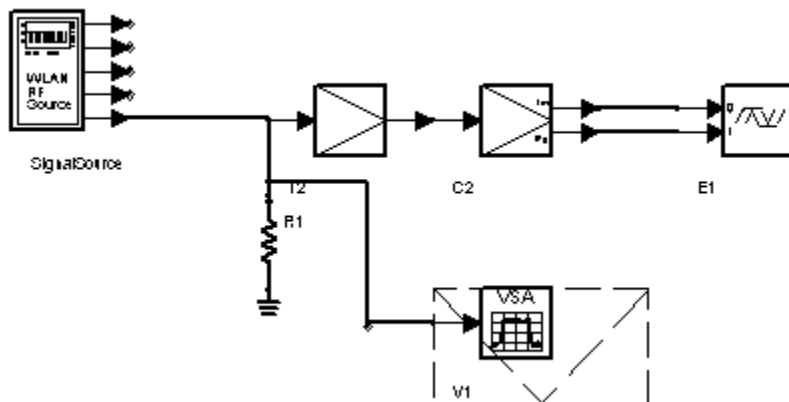 WLAN
RF
Source
SignalSource
T2
C2
E1
R1
VSA
V1